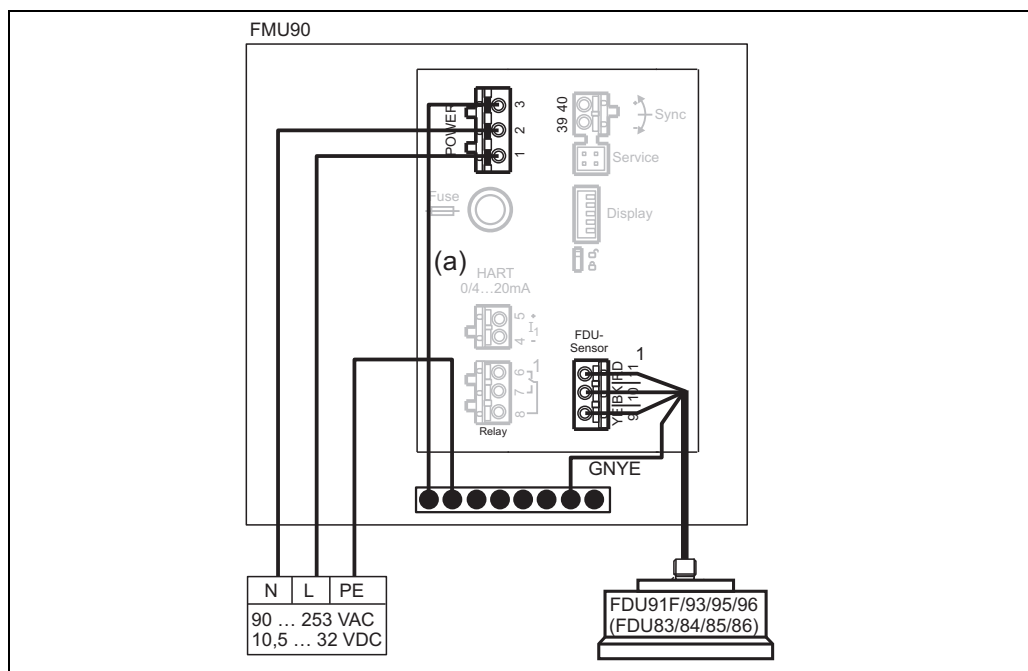 FMU90
POWER
3
2
1
39 40
Sync
Service
Fuse
Display
(a)
HART
0/4...20mA
5 +
I1
4 -
FDU-
Sensor
1
RD 11
BK 10
YE 9
6
7
8
1
Relay
GNYE
N L PE
90 ... 253 VAC
10,5 ... 32 VDC
FDU91F/93/95/96
(FDU83/84/85/86)